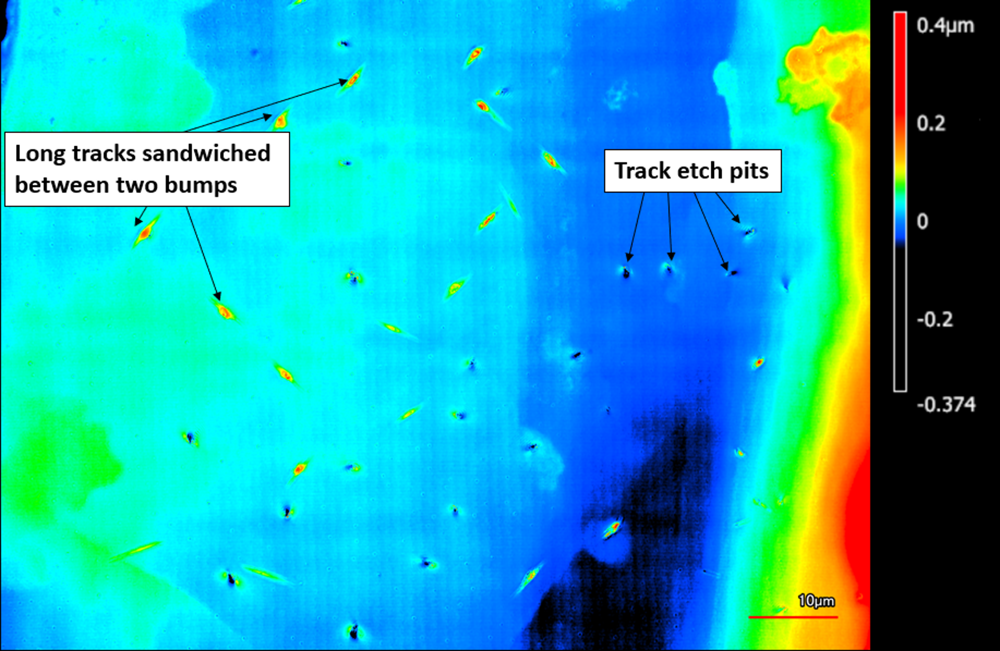 Long tracks sandwiched
between two bumps
Track etch pits
0.4µm
0.2
0
-0.2
-0.374
10µm